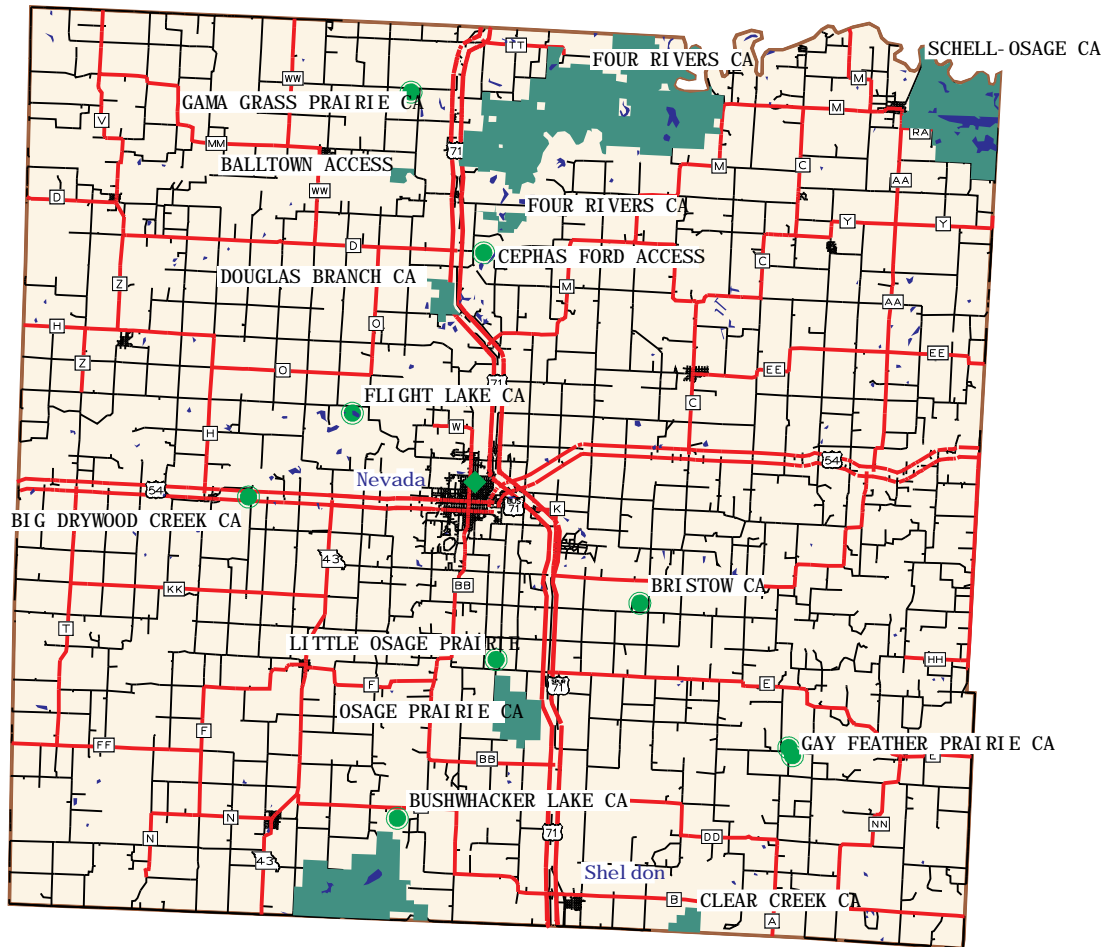 TT
FOUR RIVERS CA
SCHELL-OSAGE CA
WW
M
GAMA GRASS PRAIRIE CA
M
V
RA
MM
71
BALLTOWN ACCESS
M
C
AA
WW
D
FOUR RIVERS CA
Y
Y
D
CEPHAS FORD ACCESS
C
DOUGLAS BRANCH CA
Z
M
AA
H
O
EE
Z
O
EE
71
FLIGHT LAKE CA
C
W
H
54
Nevada
54
BUS
71
K
BIG DRYWOOD CREEK CA
43
KK
BB
BRISTOW CA
T
LITTLE OSAGE PRAIRIE
HH
F
71
E
OSAGE PRAIRIE CA
F
FF
GAY FEATHER PRAIRIE CA
BB
E
BUSHWHACKER LAKE CA
N
NN
N
71
DD
43
Sheldon
B
CLEAR CREEK CA
A